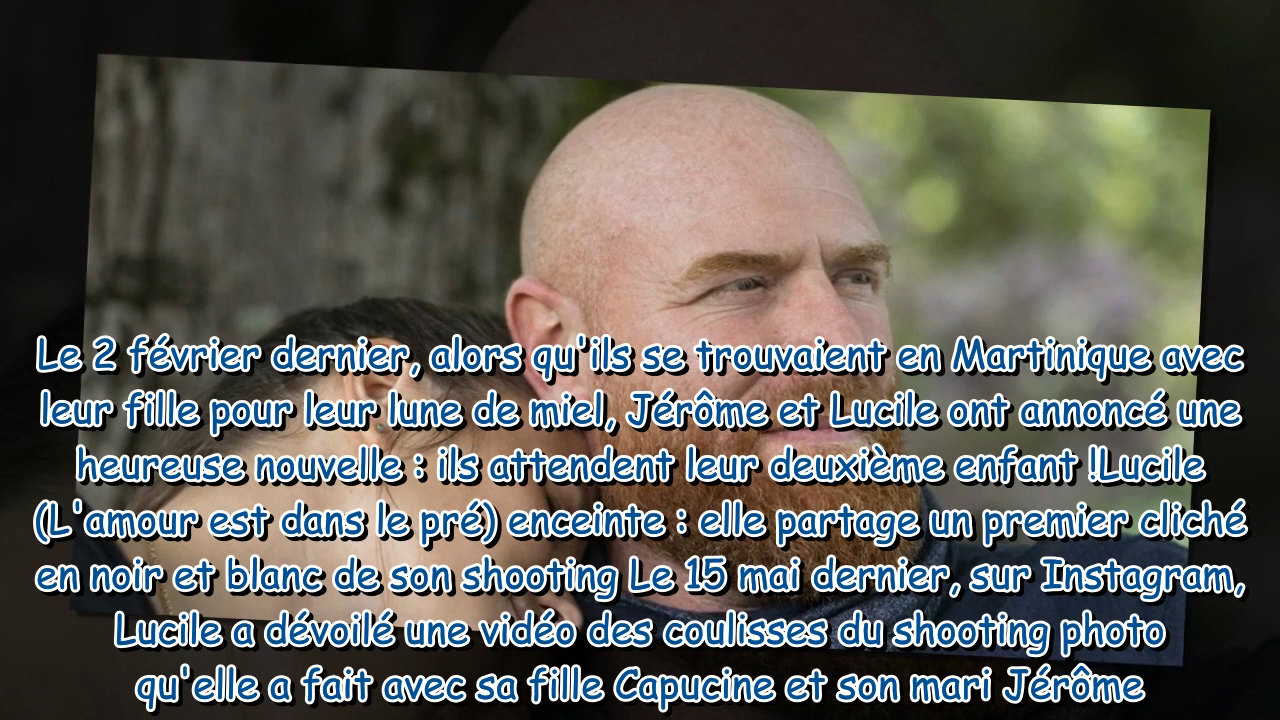 Le 2 février dernier, alors qu'ils se trouvaient en Martinique avec
leur fille pour leur lune de miel, Jérôme et Lucile ont annoncé une
heureuse nouvelle : ils attendent leur deuxième enfant !Lucile
(L'amour est dans le pré) enceinte : elle partage un premier cliché
en noir et blanc de son shooting Le 15 mai dernier, sur Instagram,
Lucile a dévoilé une vidéo des coulisses du shooting photo
qu'elle a fait avec sa fille Capucine et son mari Jérôme